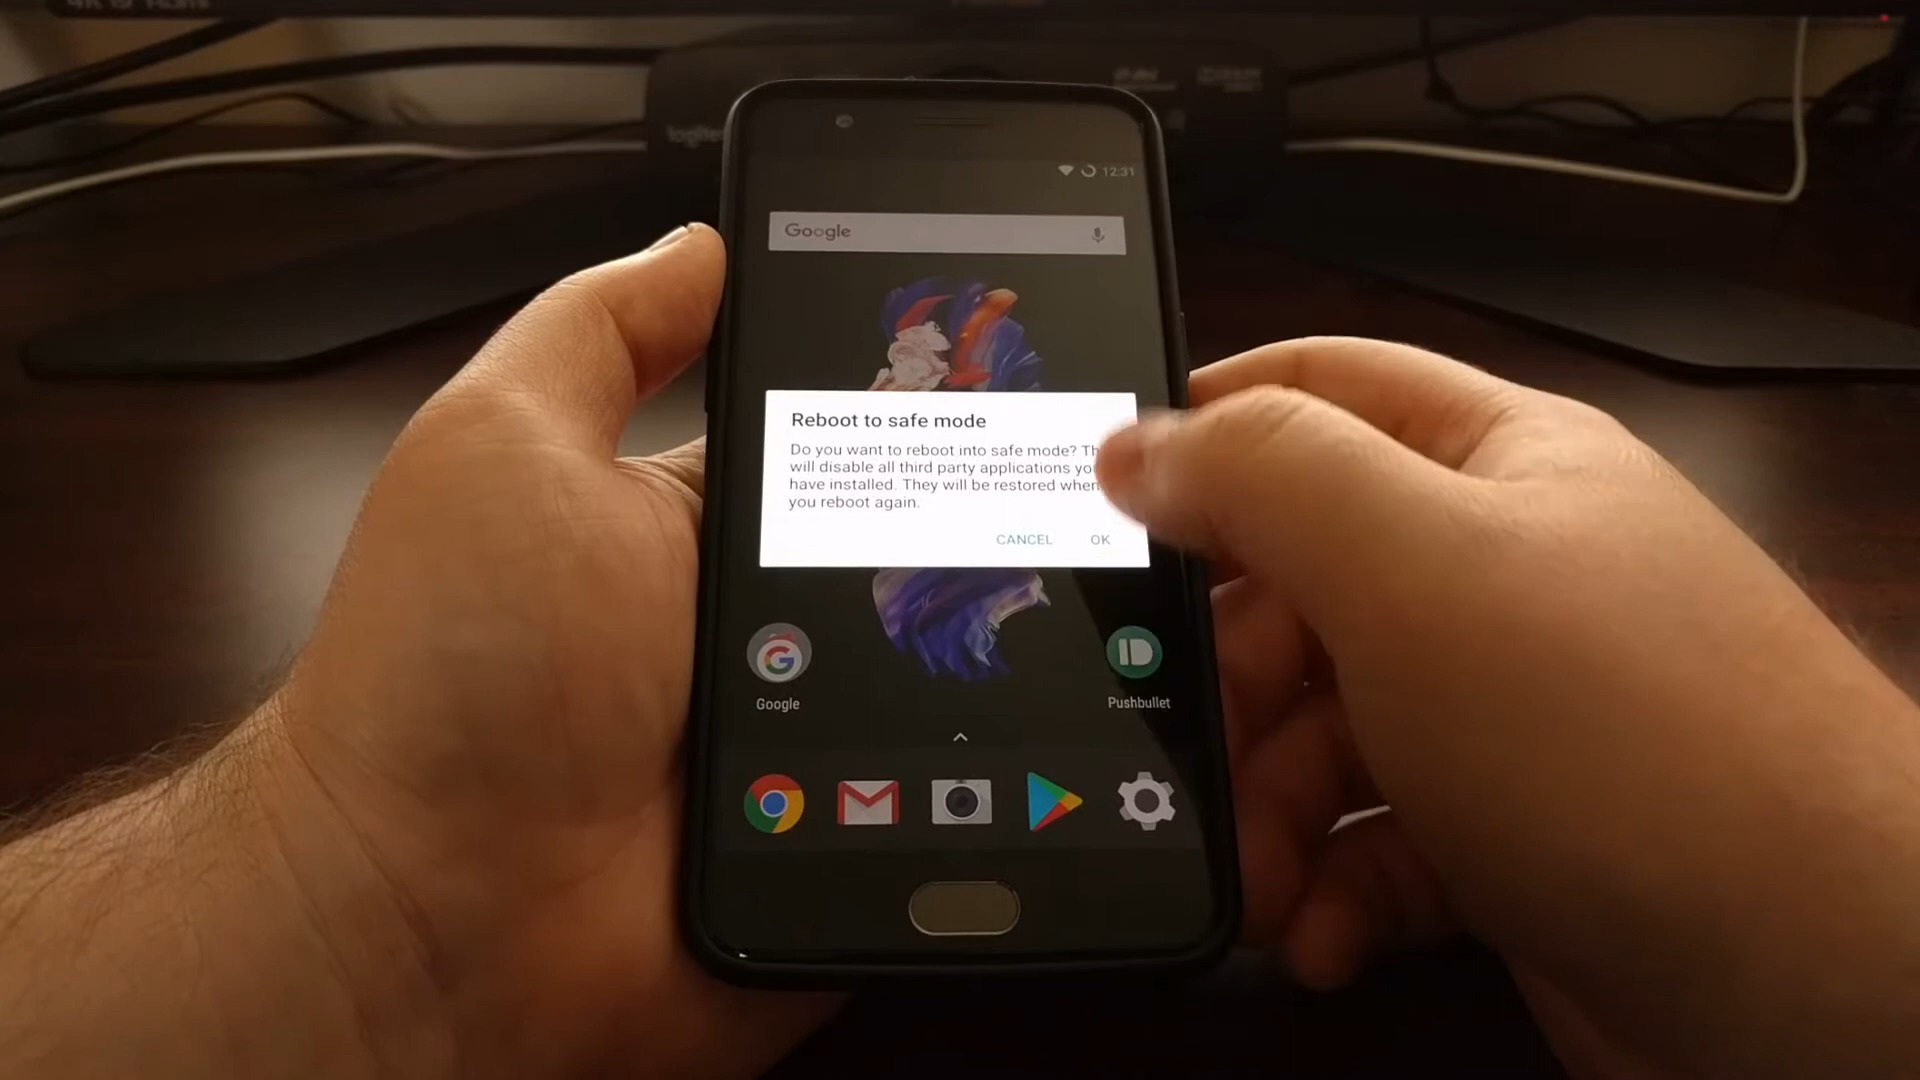 logitec
12:31
Google
Reboot to safe mode
Do you want to reboot into safe mode? Th
will disable all third party applications yo
have installed. They will be restored when
you reboot again.
CANCEL OK
Google
Pushbullet